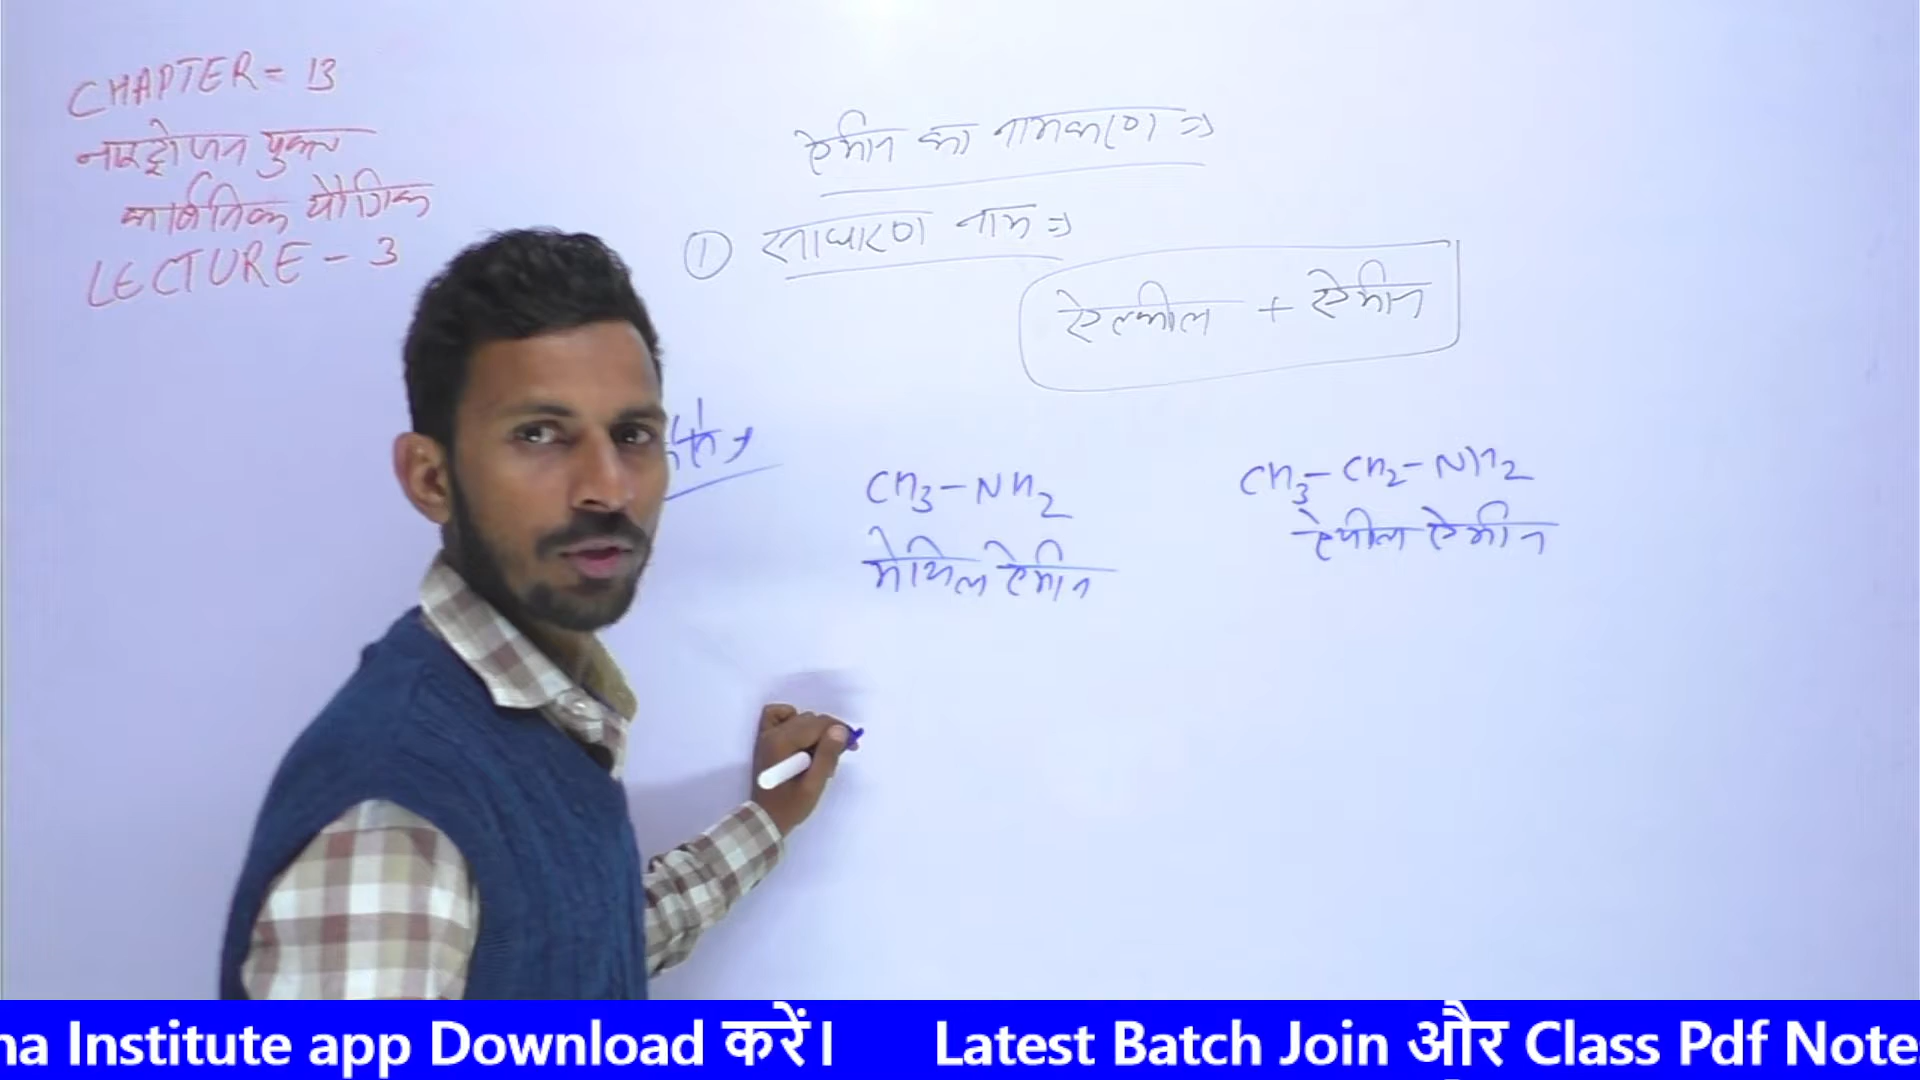 CHAPTER = 13
नाइट्रोजन युक्त
कार्बनिक यौगिक
LECTURE - 3
ऐमीन का नामकरण ⇒
① साधारण नाम ⇒
ऐल्कील + ऐमीन
CH3-NH2
मेथिल ऐमीन
CH3-CH2-NH2
ऐथील ऐमीन
na Institute app Download करें। Latest Batch Join और Class Pdf Note